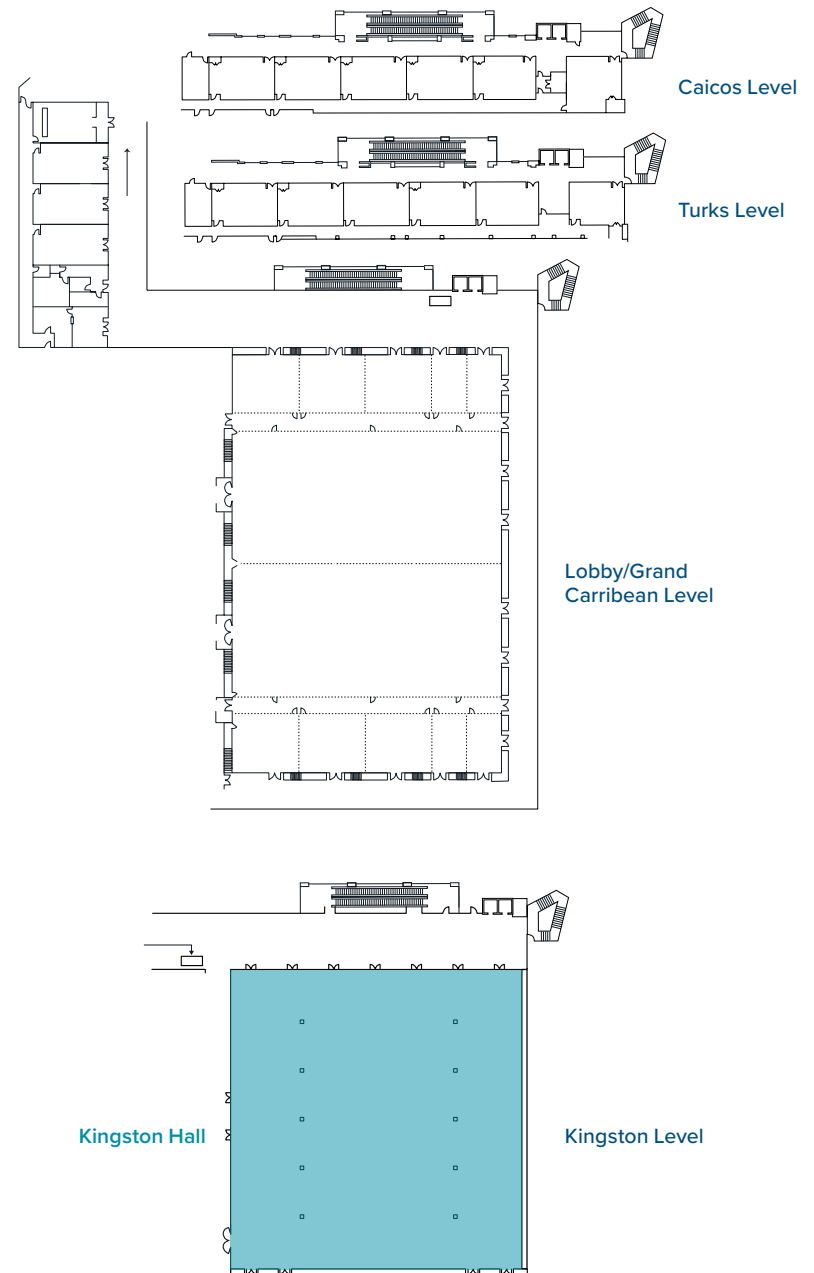 Caicos Level
Turks Level
Lobby/Grand
Carribean Level
Kingston Hall
Kingston Level